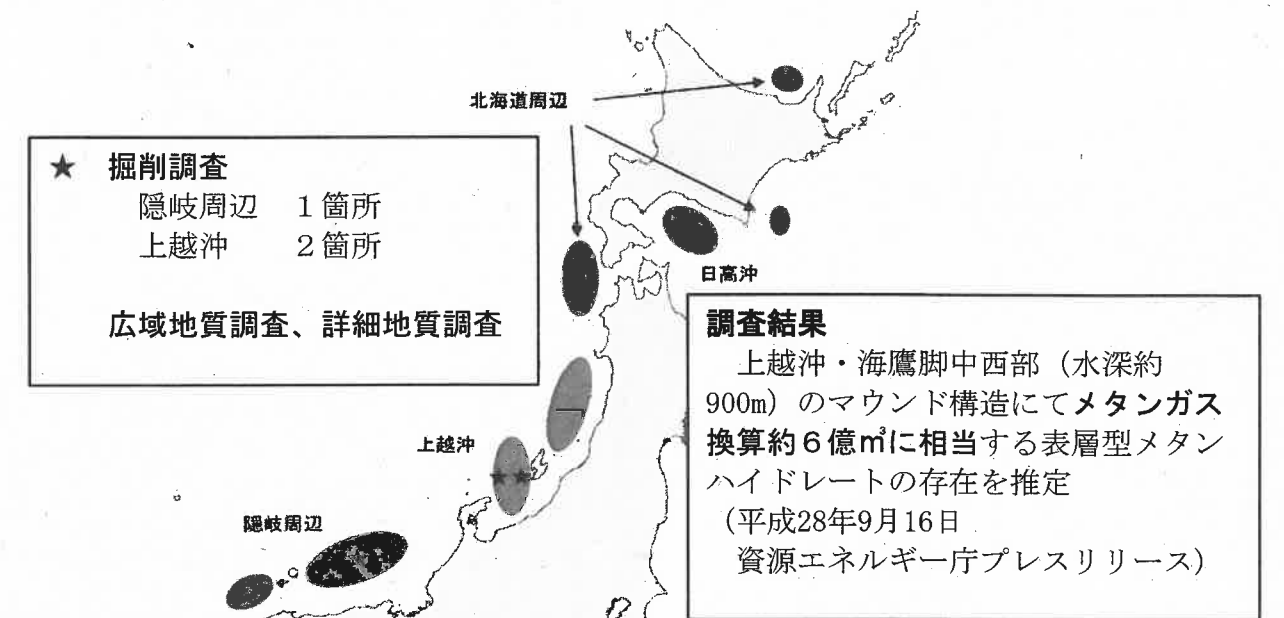 北海道周辺
★ 掘削調査
隠岐周辺 1箇所
上越沖 2箇所
広域地質調査、詳細地質調査
日高沖
調査結果
上越沖・海鷹脚中西部（水深約
900m）のマウンド構造にてメタンガス
換算約6億㎥に相当する表層型メタン
ハイドレートの存在を推定
（平成28年9月16日
資源エネルギー庁プレスリリース）
上越沖
隠岐周辺